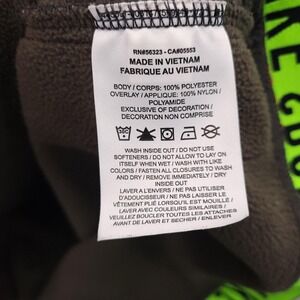 RN#56323 - CA#05553
MADE IN VIETNAM
FABRIQUE AU VIETNAM
BODY / CORPS: 100% POLYESTER
OVERLAY / APPLIQUE: 100% NYLON /
POLYAMIDE
EXCLUSIVE OF DECORATION /
DECORATION NON COMPRISE
WASH INSIDE OUT / DO NOT USE
SOFTENERS / DO NOT ALLOW TO LAY ON
ITSELF WHEN WET / WASH WITH LIKE
COLORS / FASTEN ALL CLOSURES TO WASH
AND DRY / REMOVE IMMEDIATELY / DRY
INSIDE OUT
LAVER A L'ENVERS / NE PAS UTILISER
D'ADOUCISSEUR / NE PAS LAISSER LE
VÊTEMENT PLIÉ LORSQU'IL EST MOUILLÉ /
LAVER AVEC COULEURS SIMILAIRES /
VEUILLEZ BOUCLER TOUTES LES ATTACHES
AVANT DE LAVER ET SECHER / ENLEVER